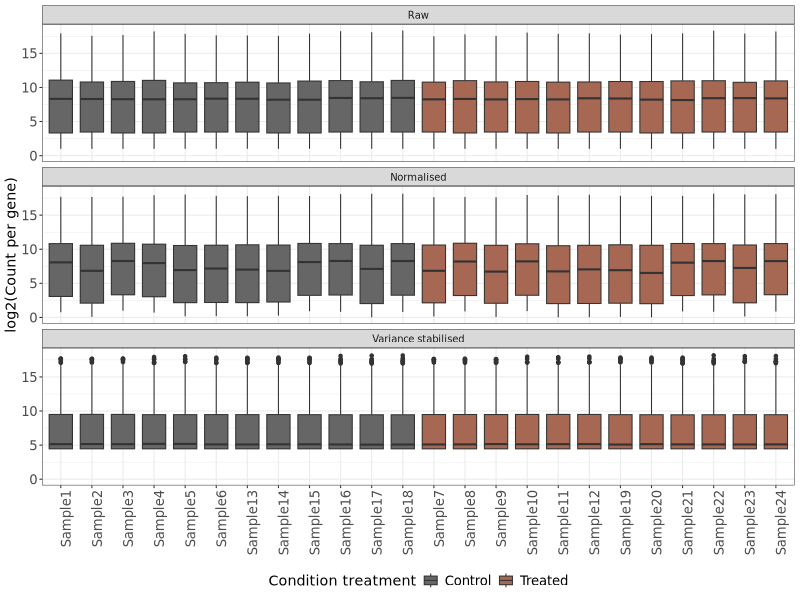 Raw
15
10
5
0
Normalised
15
10
5
0
log2(Count per gene)
Variance stabilised
15
10
5
0
Sample1 Sample2 Sample3 Sample4 Sample5 Sample6 Sample13 Sample14 Sample15 Sample16 Sample17 Sample18 Sample7 Sample8 Sample9 Sample10 Sample11 Sample12 Sample19 Sample20 Sample21 Sample22 Sample23 Sample24
Condition treatment Control Treated